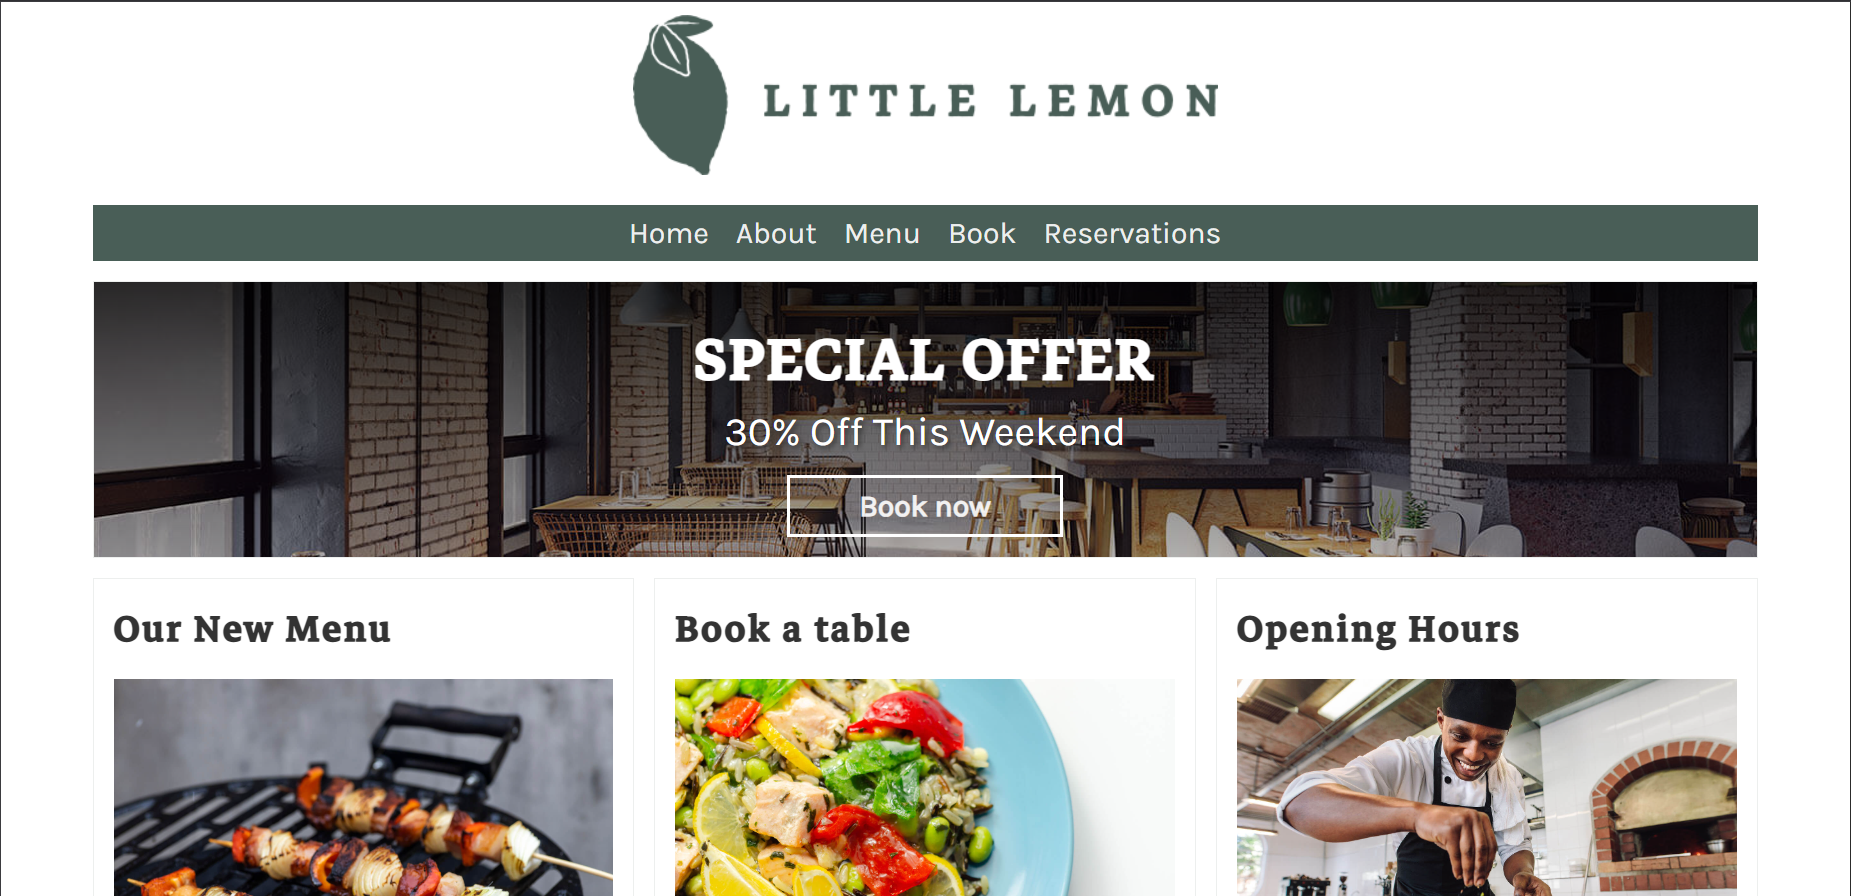 LITTLE LEMON
Home About Menu Book Reservations
SPECIAL OFFER
30% Off This Weekend
Book now
Our New Menu
Book a table
Opening Hours